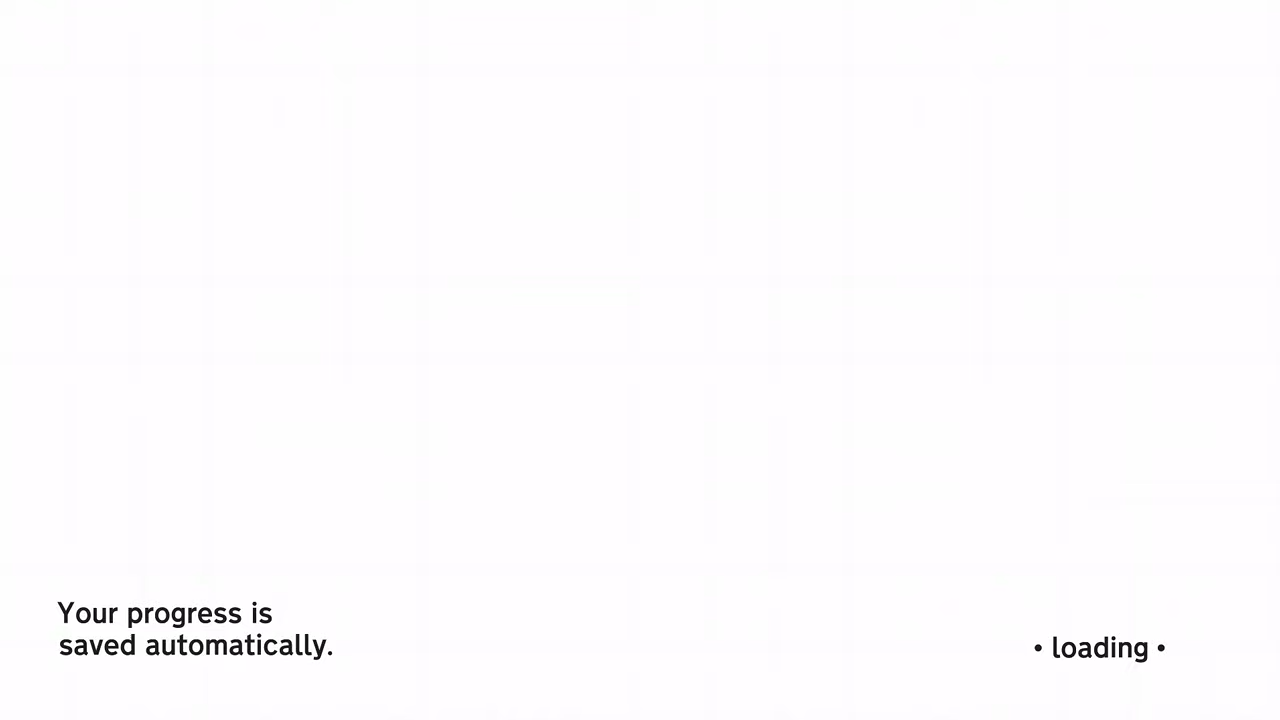 Your progress is
saved automatically.
• loading •